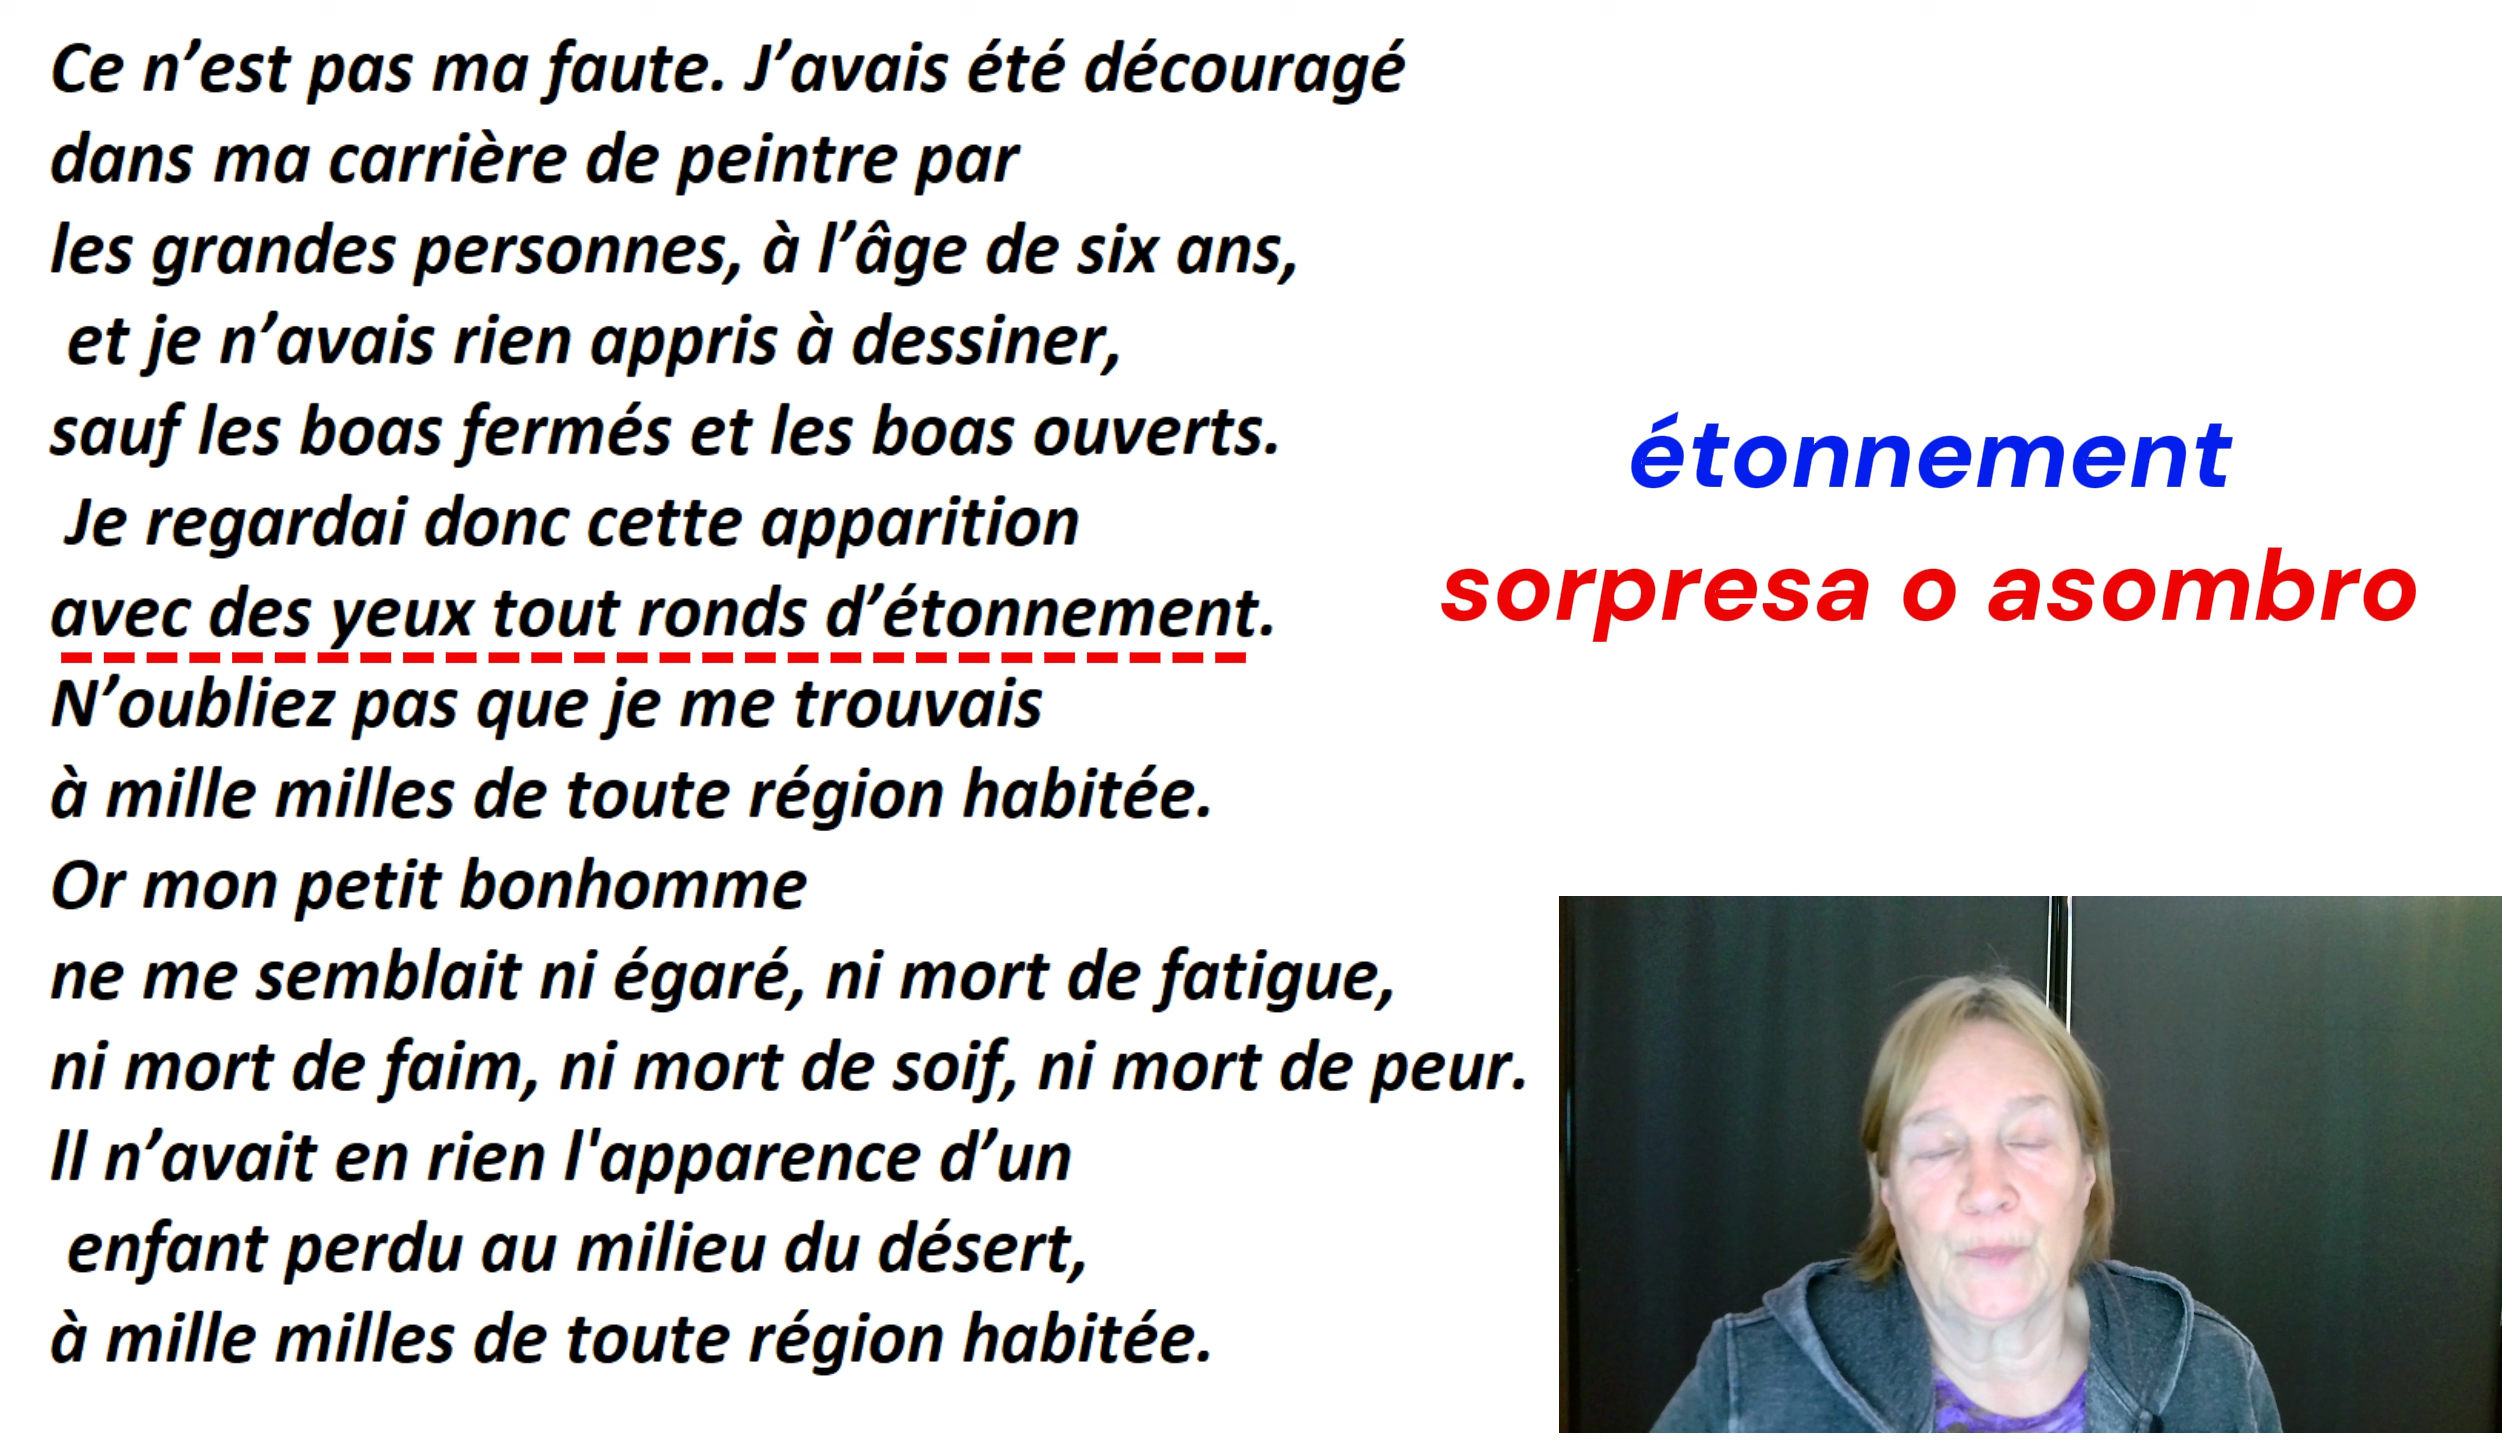 Ce n’est pas ma faute. J’avais été découragé
dans ma carrière de peintre par
les grandes personnes, à l’âge de six ans,
et je n’avais rien appris à dessiner,
sauf les boas fermés et les boas ouverts.
Je regardai donc cette apparition
avec des yeux tout ronds d’étonnement.
N’oubliez pas que je me trouvais
à mille milles de toute région habitée.
Or mon petit bonhomme
ne me semblait ni égaré, ni mort de fatigue,
ni mort de faim, ni mort de soif, ni mort de peur.
Il n’avait en rien l'apparence d’un
enfant perdu au milieu du désert,
à mille milles de toute région habitée.
étonnement
sorpresa o asombro